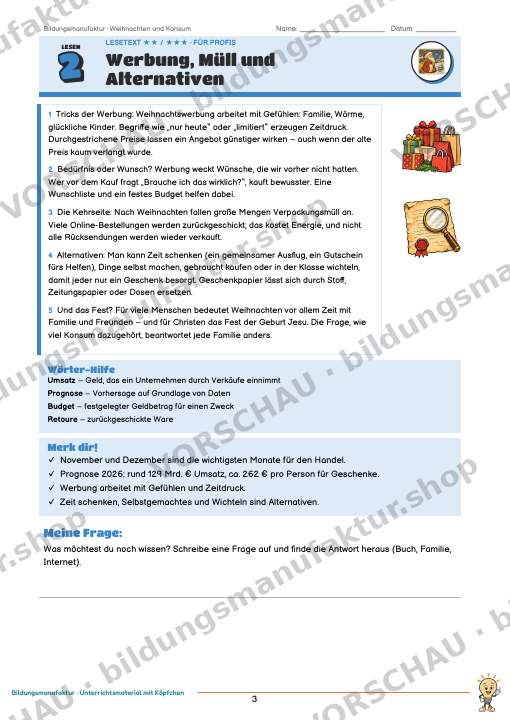 Bildungsmanufaktur · Weihnachten und Konsum Name: Datum:
LESEN
2
LESETEXT ★★ / ★★★ · FÜR PROFIS
Werbung, Müll und
Alternativen
1 Tricks der Werbung: Weihnachtswerbung arbeitet mit Gefühlen: Familie, Wärme,
glückliche Kinder. Begriffe wie „nur heute“ oder „limitiert“ erzeugen Zeitdruck.
Durchgestrichene Preise lassen ein Angebot günstiger wirken – auch wenn der alte
Preis kaum verlangt wurde.
2 Bedürfnis oder Wunsch? Werbung weckt Wünsche, die wir vorher nicht hatten.
Wer vor dem Kauf fragt „Brauche ich das wirklich?“, kauft bewusster. Eine
Wunschliste und ein festes Budget helfen dabei.
3 Die Kehrseite: Nach Weihnachten fallen große Mengen Verpackungsmüll an.
Viele Online-Bestellungen werden zurückgeschickt; das kostet Energie, und nicht
alle Rücksendungen werden wieder verkauft.
4 Alternativen: Man kann Zeit schenken (ein gemeinsamer Ausflug, ein Gutschein
fürs Helfen), Dinge selbst machen, gebraucht kaufen oder in der Klasse wichteln,
damit jeder nur ein Geschenk besorgt. Geschenkpapier lässt sich durch Stoff,
Zeitungspapier oder Dosen ersetzen.
5 Und das Fest? Für viele Menschen bedeutet Weihnachten vor allem Zeit mit
Familie und Freunden – und für Christen das Fest der Geburt Jesu. Die Frage, wie
viel Konsum dazugehört, beantwortet jede Familie anders.
Wörter-Hilfe
Umsatz – Geld, das ein Unternehmen durch Verkäufe einnimmt
Prognose – Vorhersage auf Grundlage von Daten
Budget – festgelegter Geldbetrag für einen Zweck
Retoure – zurückgeschickte Ware
Merk dir!
✓ November und Dezember sind die wichtigsten Monate für den Handel.
✓ Prognose 2026: rund 129 Mrd. € Umsatz, ca. 262 € pro Person für Geschenke.
✓ Werbung arbeitet mit Gefühlen und Zeitdruck.
✓ Zeit schenken, Selbstgemachtes und Wichteln sind Alternativen.
Meine Frage:
Was möchtest du noch wissen? Schreibe eine Frage auf und finde die Antwort heraus (Buch, Familie,
Internet).
Bildungsmanufaktur · Unterrichtsmaterial mit Köpfchen
3
VORSCHAU · bildungsmanufaktur.shop